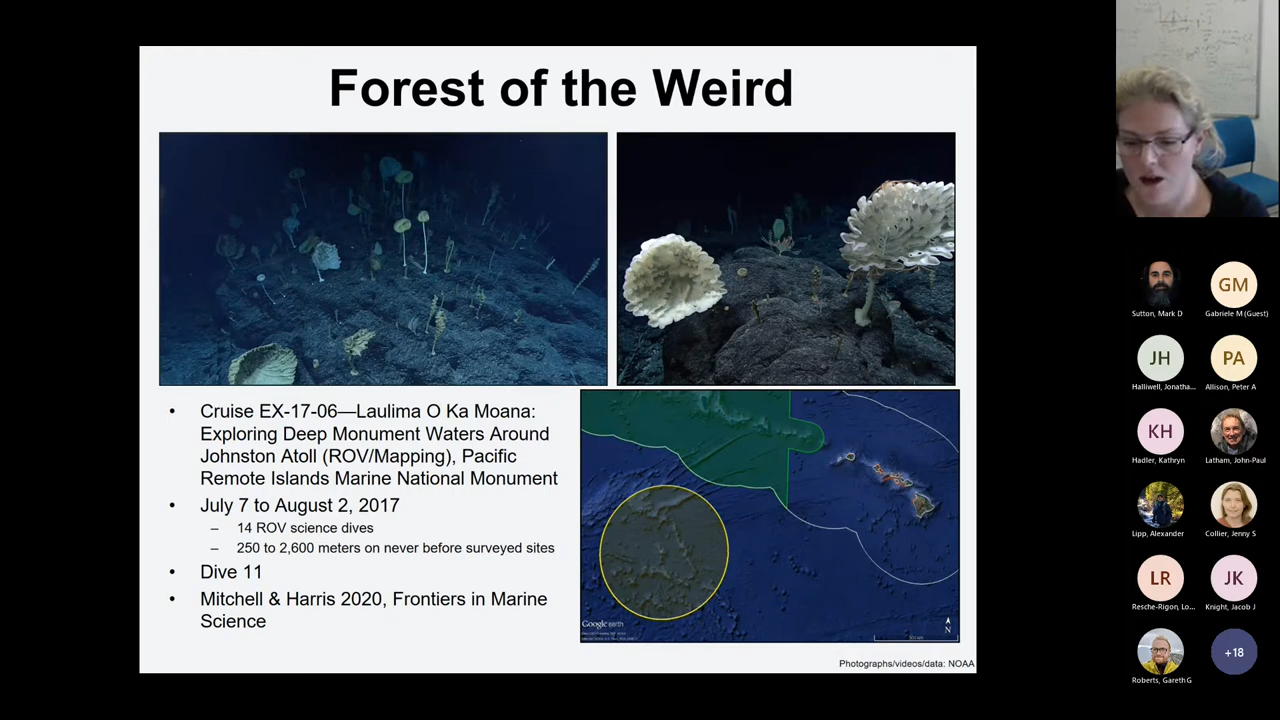 Forest of the Weird
• Cruise EX-17-06—Laulima O Ka Moana:
Exploring Deep Monument Waters Around
Johnston Atoll (ROV/Mapping), Pacific
Remote Islands Marine National Monument
• July 7 to August 2, 2017
– 14 ROV science dives
– 250 to 2,600 meters on never before surveyed sites
• Dive 11
• Mitchell & Harris 2020, Frontiers in Marine
Science
Google earth
N
Photographs/videos/data: NOAA
Sutton, Mark D
GM
Gabriele M (Guest)
JH
Halliwell, Jonatha...
PA
Allison, Peter A
KH
Hadler, Kathryn
Latham, John-Paul
Lipp, Alexander
Collier, Jenny S
LR
Resche-Rigon, Lo...
JK
Knight, Jacob J
Roberts, Gareth G
+18